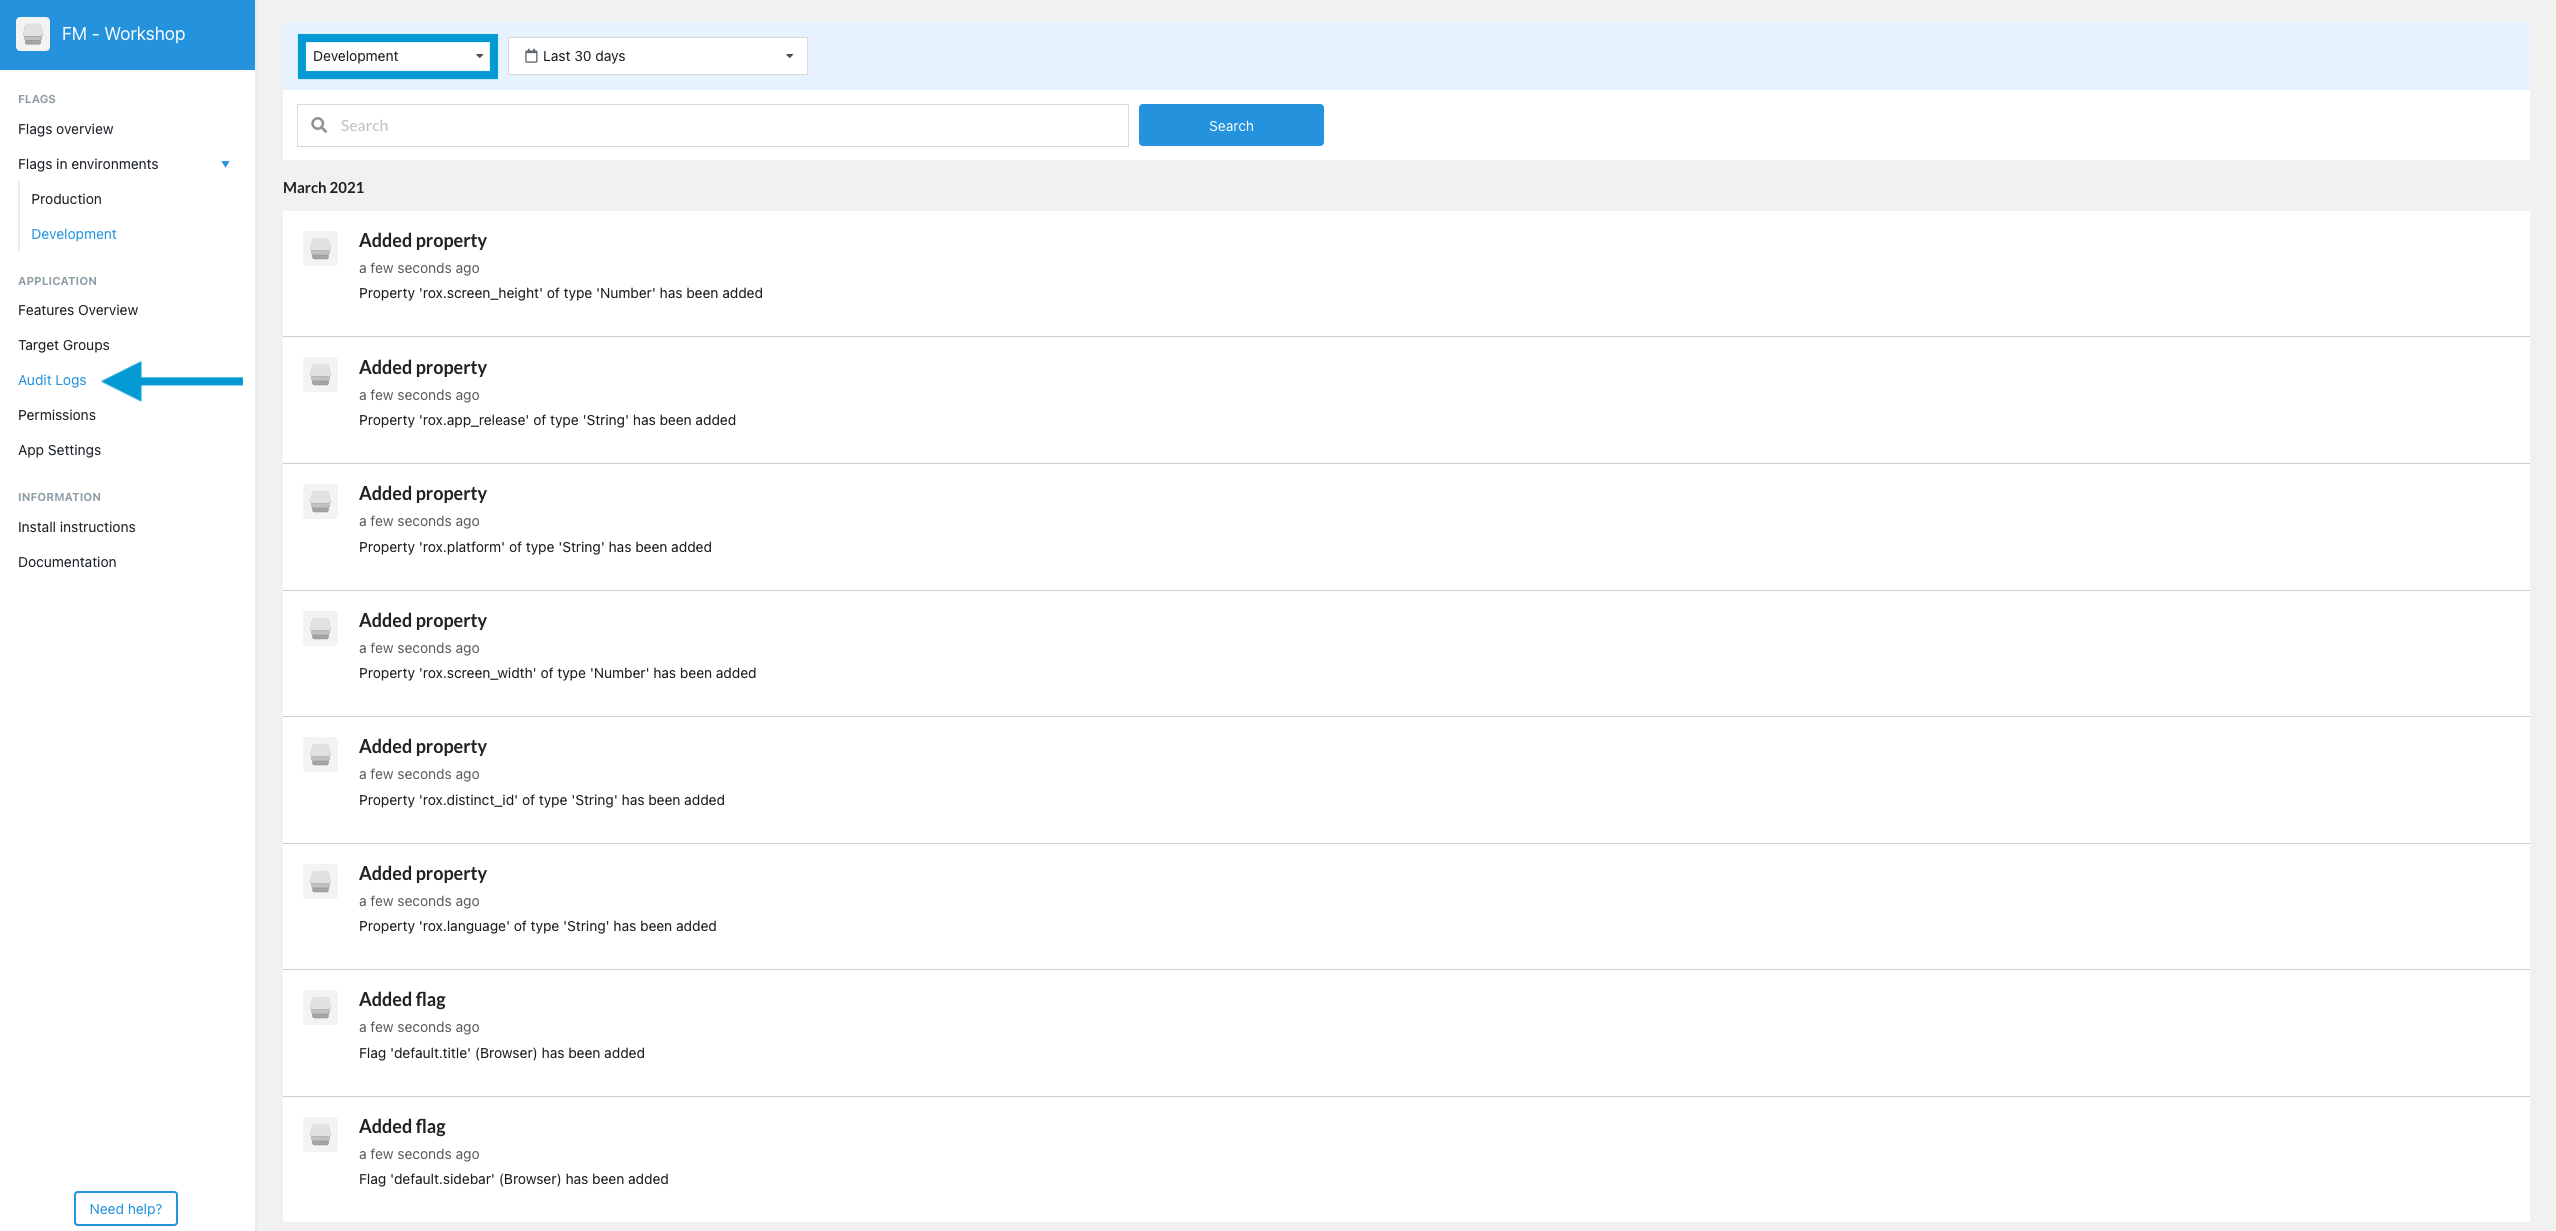 FM - Workshop
FLAGS
Flags overview
Flags in environments
Production
Development
APPLICATION
Features Overview
Target Groups
Audit Logs
Permissions
App Settings
INFORMATION
Install instructions
Documentation
Need help?
Development
Last 30 days
Search
Search
March 2021
Added property
a few seconds ago
Property 'rox.screen_height' of type 'Number' has been added
Added property
a few seconds ago
Property 'rox.app_release' of type 'String' has been added
Added property
a few seconds ago
Property 'rox.platform' of type 'String' has been added
Added property
a few seconds ago
Property 'rox.screen_width' of type 'Number' has been added
Added property
a few seconds ago
Property 'rox.distinct_id' of type 'String' has been added
Added property
a few seconds ago
Property 'rox.language' of type 'String' has been added
Added flag
a few seconds ago
Flag 'default.title' (Browser) has been added
Added flag
a few seconds ago
Flag 'default.sidebar' (Browser) has been added